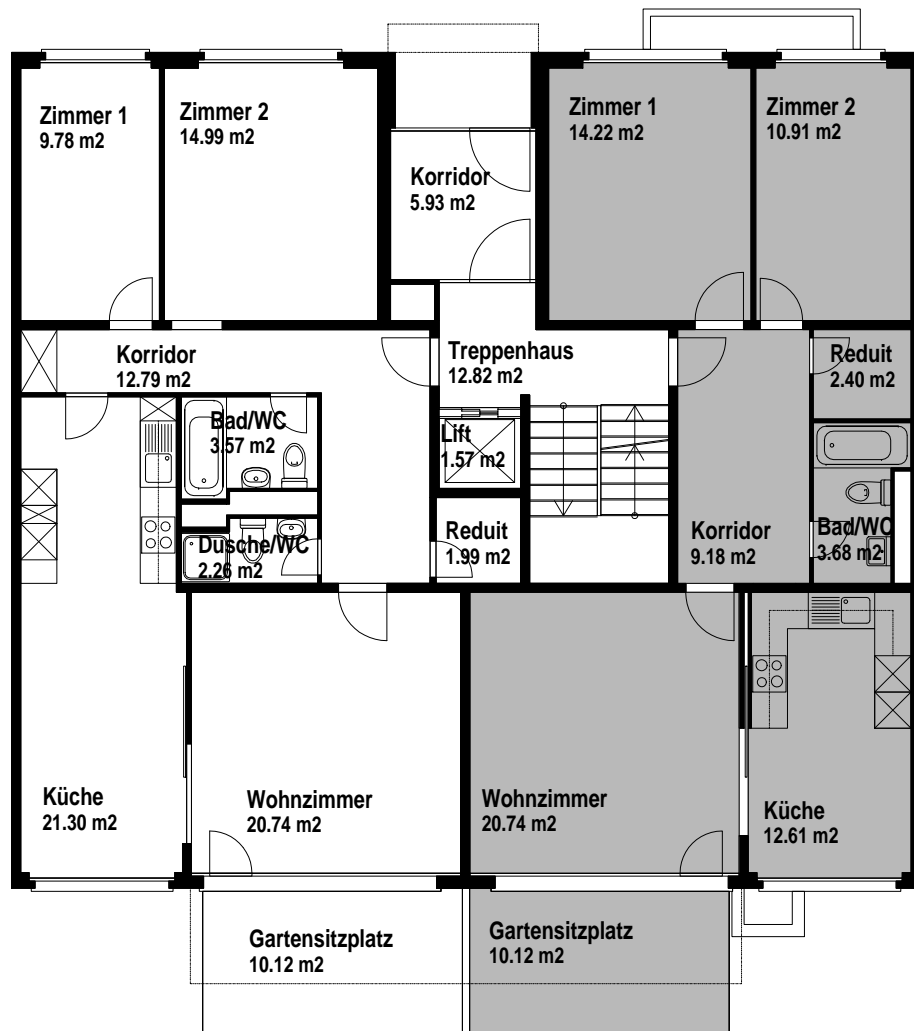 Zimmer 1
9.78 m2
Zimmer 2
14.99 m2
Zimmer 1
14.22 m2
Zimmer 2
10.91 m2
Korridor
5.93 m2
Korridor
12.79 m2
Treppenhaus
12.82 m2
Reduit
2.40 m2
Bad/WC
3.57 m2
Lift
1.57 m2
Dusche/WC
2.26 m2
Reduit
1.99 m2
Korridor
9.18 m2
Bad/WC
3.68 m2
Küche
21.30 m2
Wohnzimmer
20.74 m2
Wohnzimmer
20.74 m2
Küche
12.61 m2
Gartensitzplatz
10.12 m2
Gartensitzplatz
10.12 m2